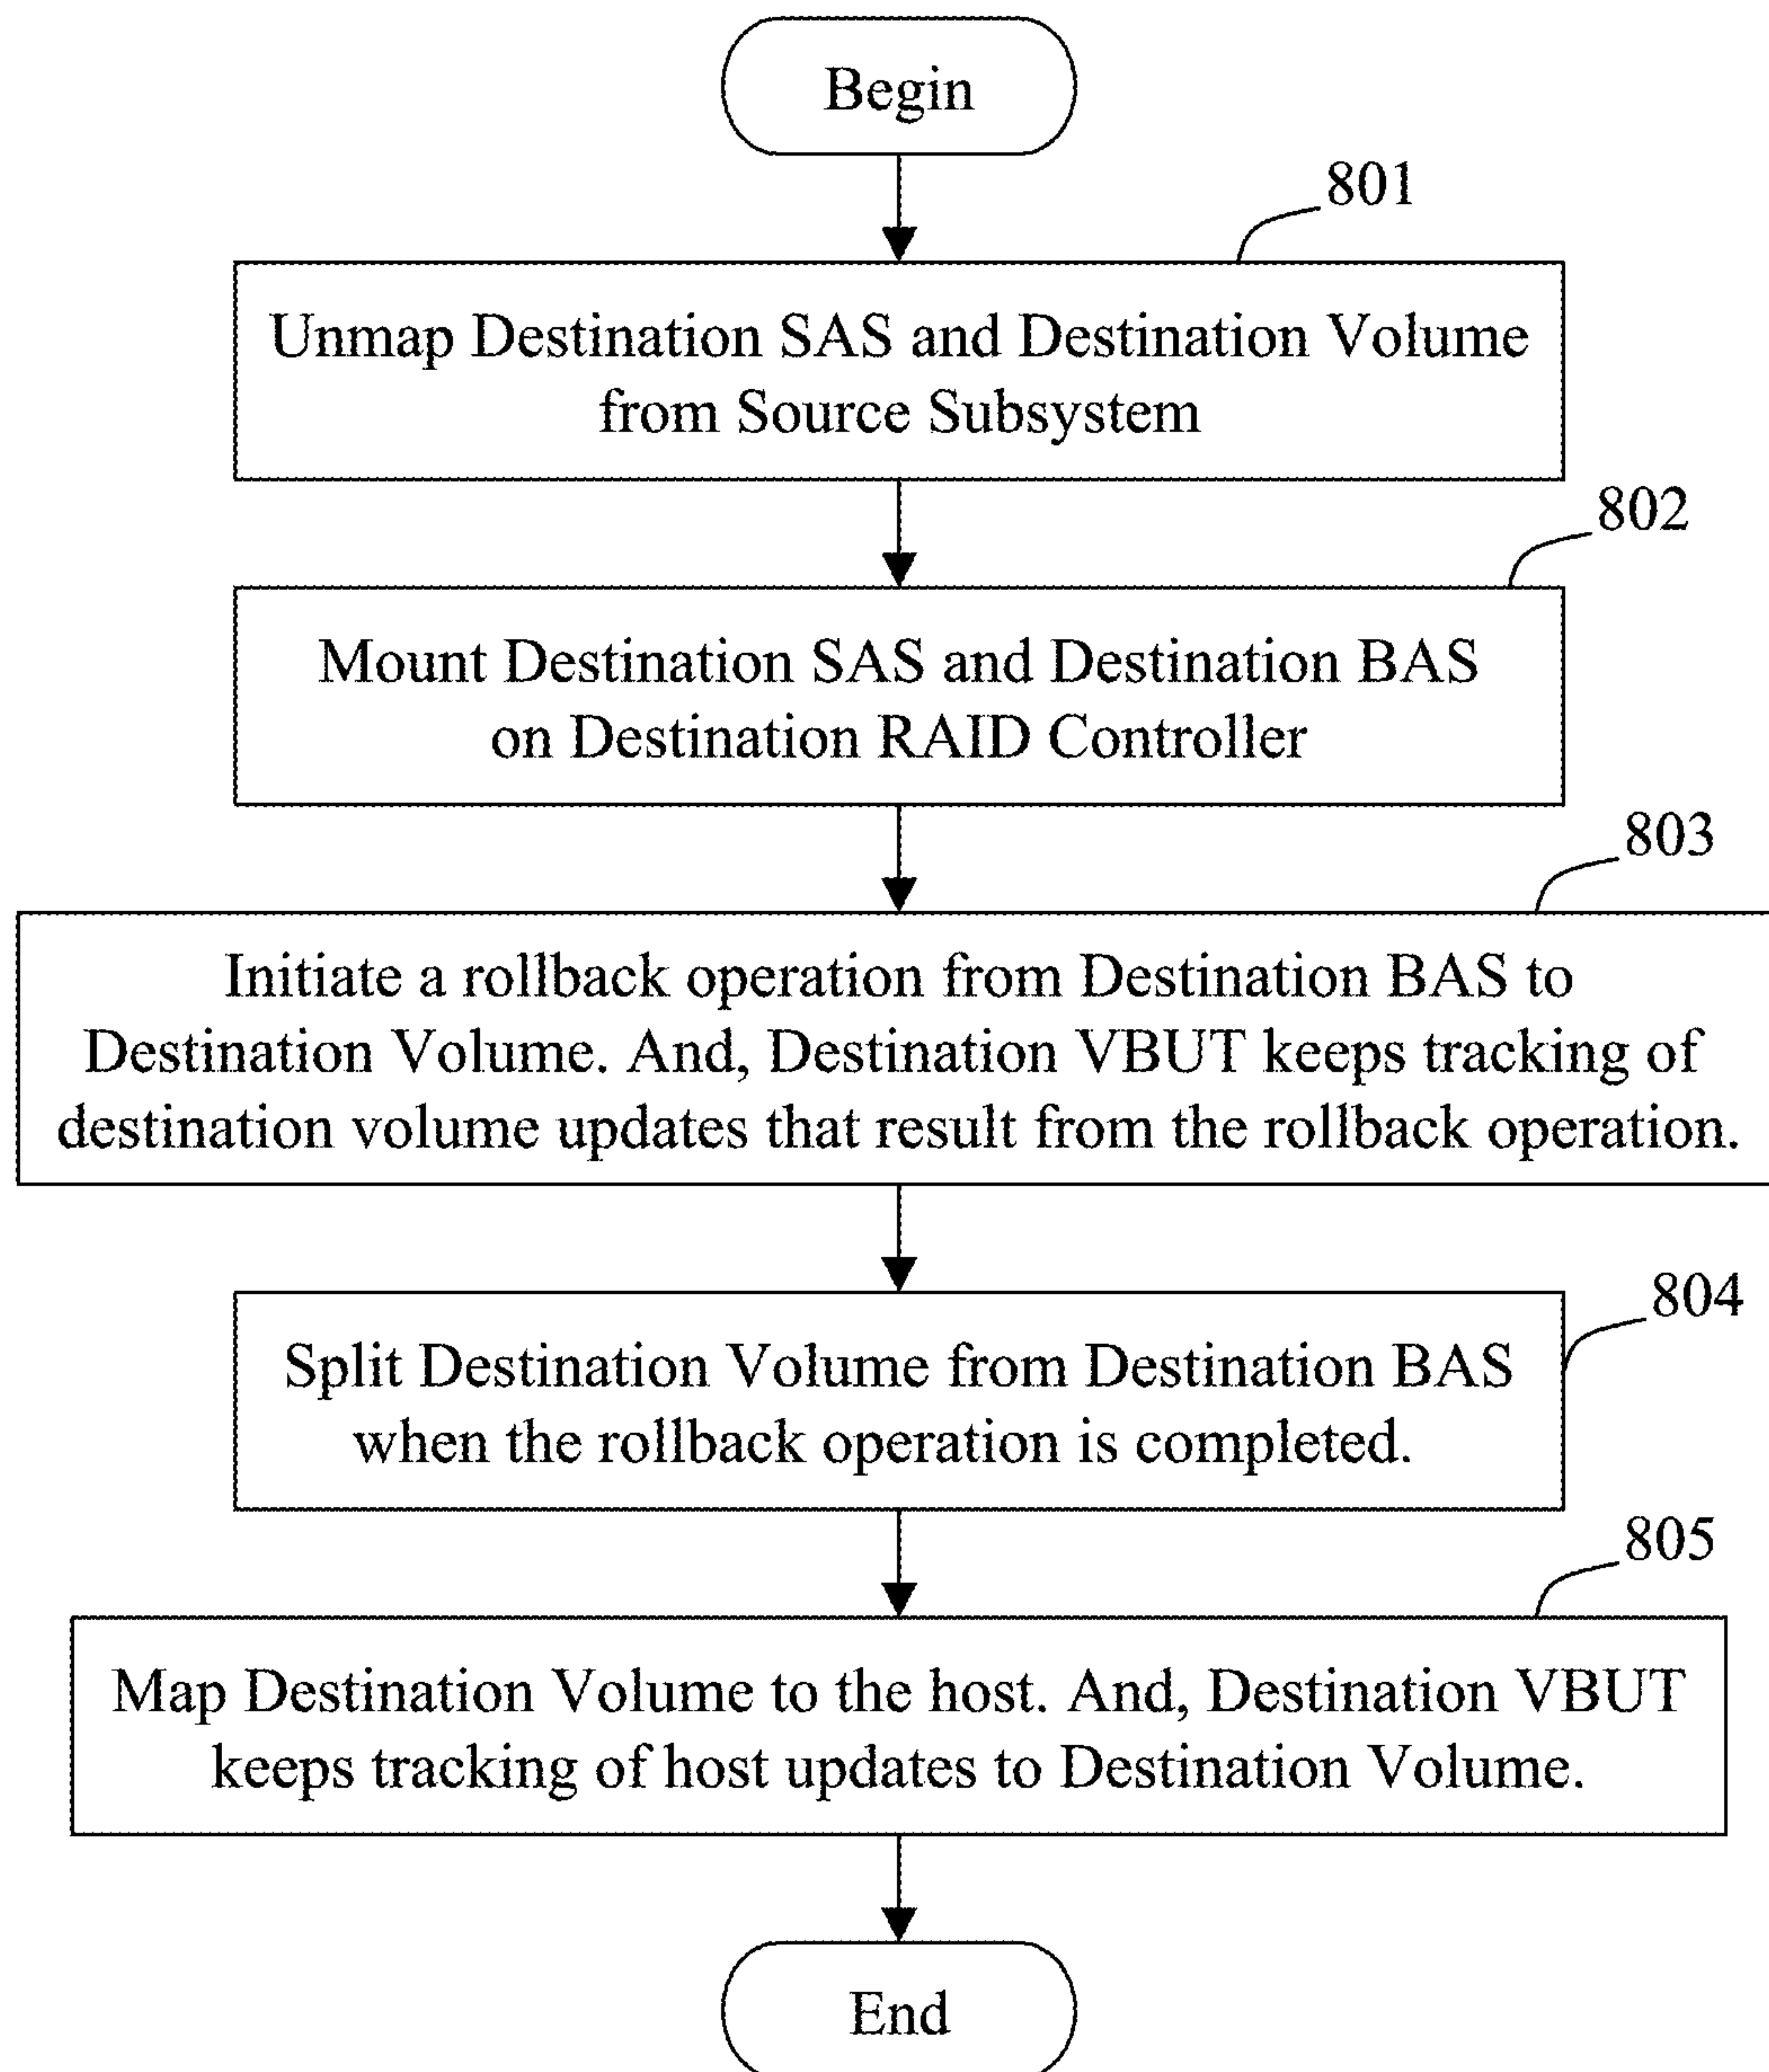 Begin
801
Unmap Destination SAS and Destination Volume
from Source Subsystem
802
Mount Destination SAS and Destination BAS
on Destination RAID Controller
803
Initiate a rollback operation from Destination BAS to
Destination Volume. And, Destination VBUT keeps tracking of
destination volume updates that result from the rollback operation.
804
Split Destination Volume from Destination BAS
when the rollback operation is completed.
805
Map Destination Volume to the host. And, Destination VBUT
keeps tracking of host updates to Destination Volume.
End